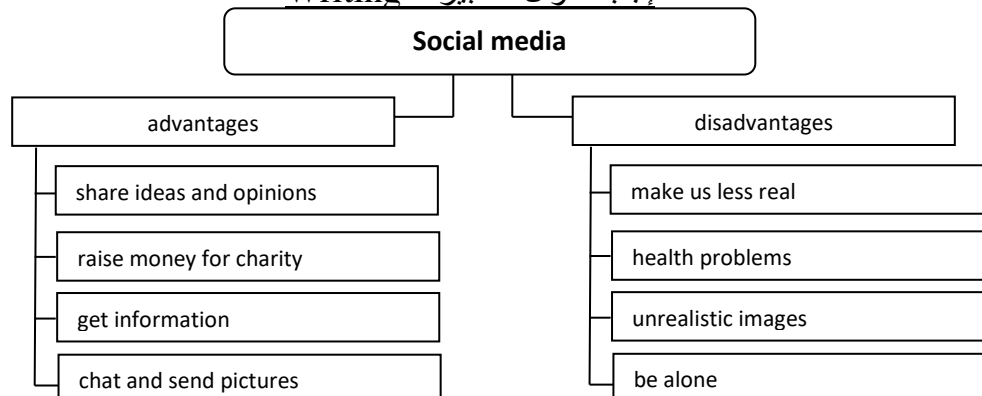 Writing
Social media
advantages
disadvantages
share ideas and opinions
raise money for charity
get information
chat and send pictures
make us less real
health problems
unrealistic images
be alone